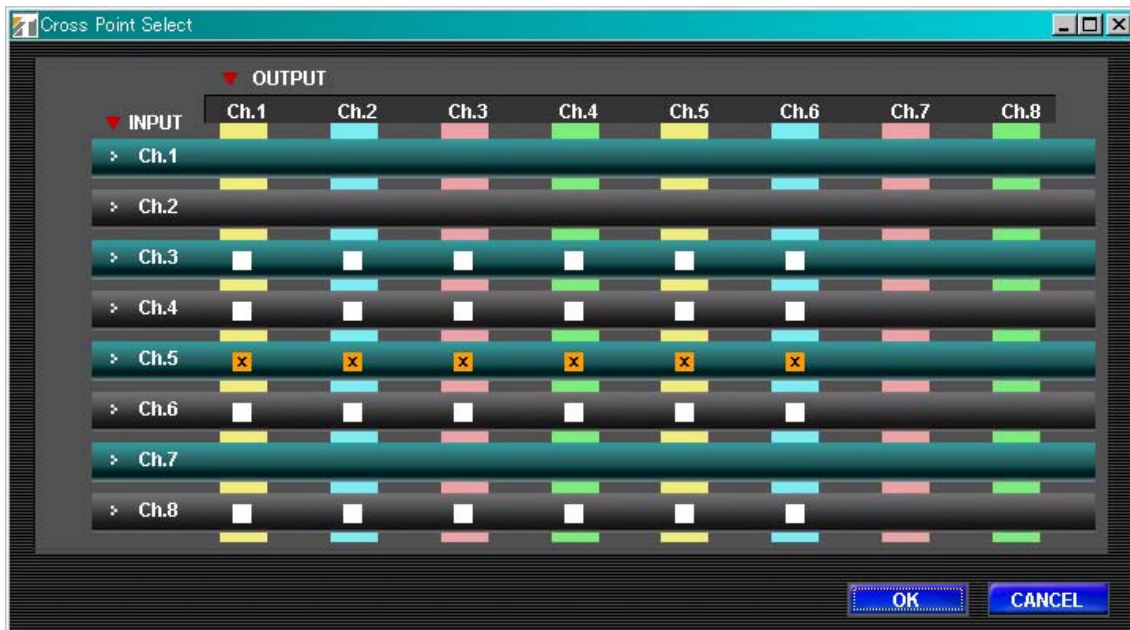 Cross Point Select
OUTPUT
INPUT Ch.1 Ch.2 Ch.3 Ch.4 Ch.5 Ch.6 Ch.7 Ch.8
Ch.1
Ch.2
Ch.3
Ch.4
Ch.5 x x x x x x
Ch.6
Ch.7
Ch.8
OK CANCEL